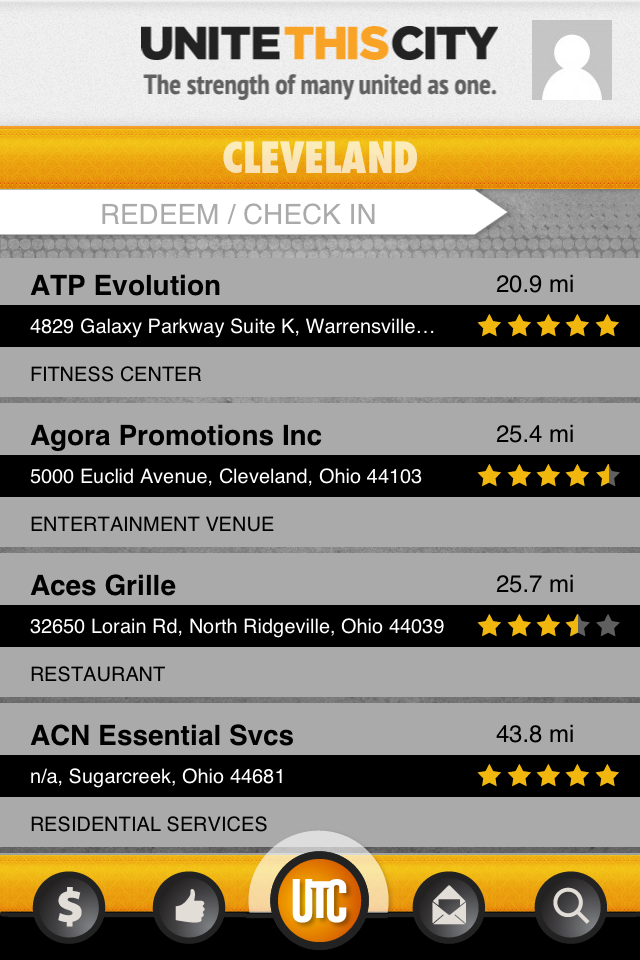 UNITETHISCITY
The strength of many united as one.
CLEVELAND
REDEEM / CHECK IN
ATP Evolution
20.9 mi
4829 Galaxy Parkway Suite K, Warrensville…
FITNESS CENTER
Agora Promotions Inc
25.4 mi
5000 Euclid Avenue, Cleveland, Ohio 44103
ENTERTAINMENT VENUE
Aces Grille
25.7 mi
32650 Lorain Rd, North Ridgeville, Ohio 44039
RESTAURANT
ACN Essential Svcs
43.8 mi
n/a, Sugarcreek, Ohio 44681
RESIDENTIAL SERVICES
$
UTC